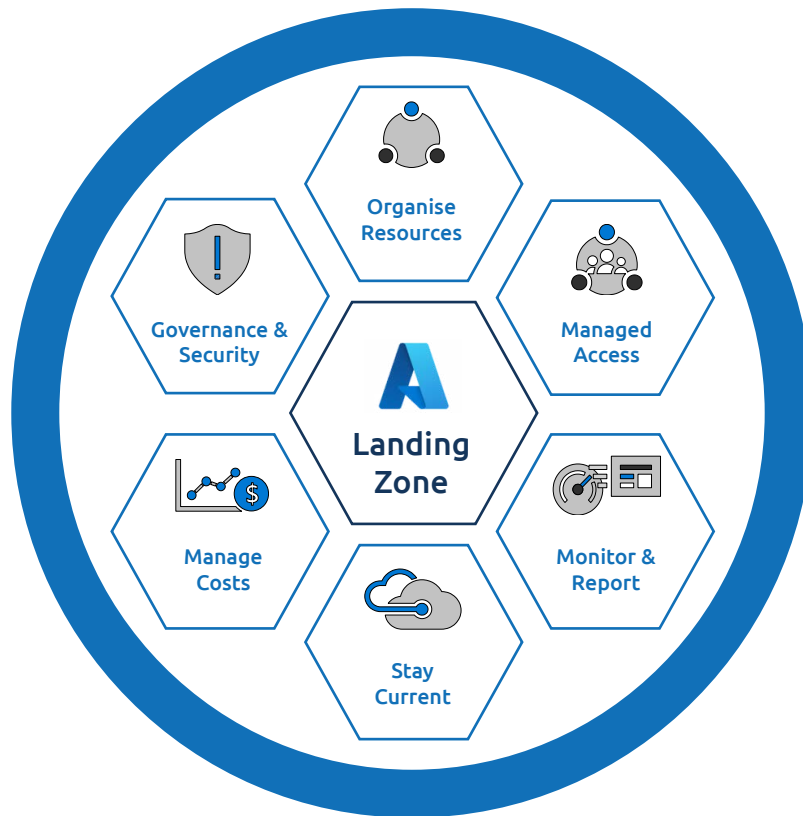 Organise
Resources
Governance &
Security
Managed
Access
Landing
Zone
Manage
Costs
$
Monitor &
Report
Stay
Current